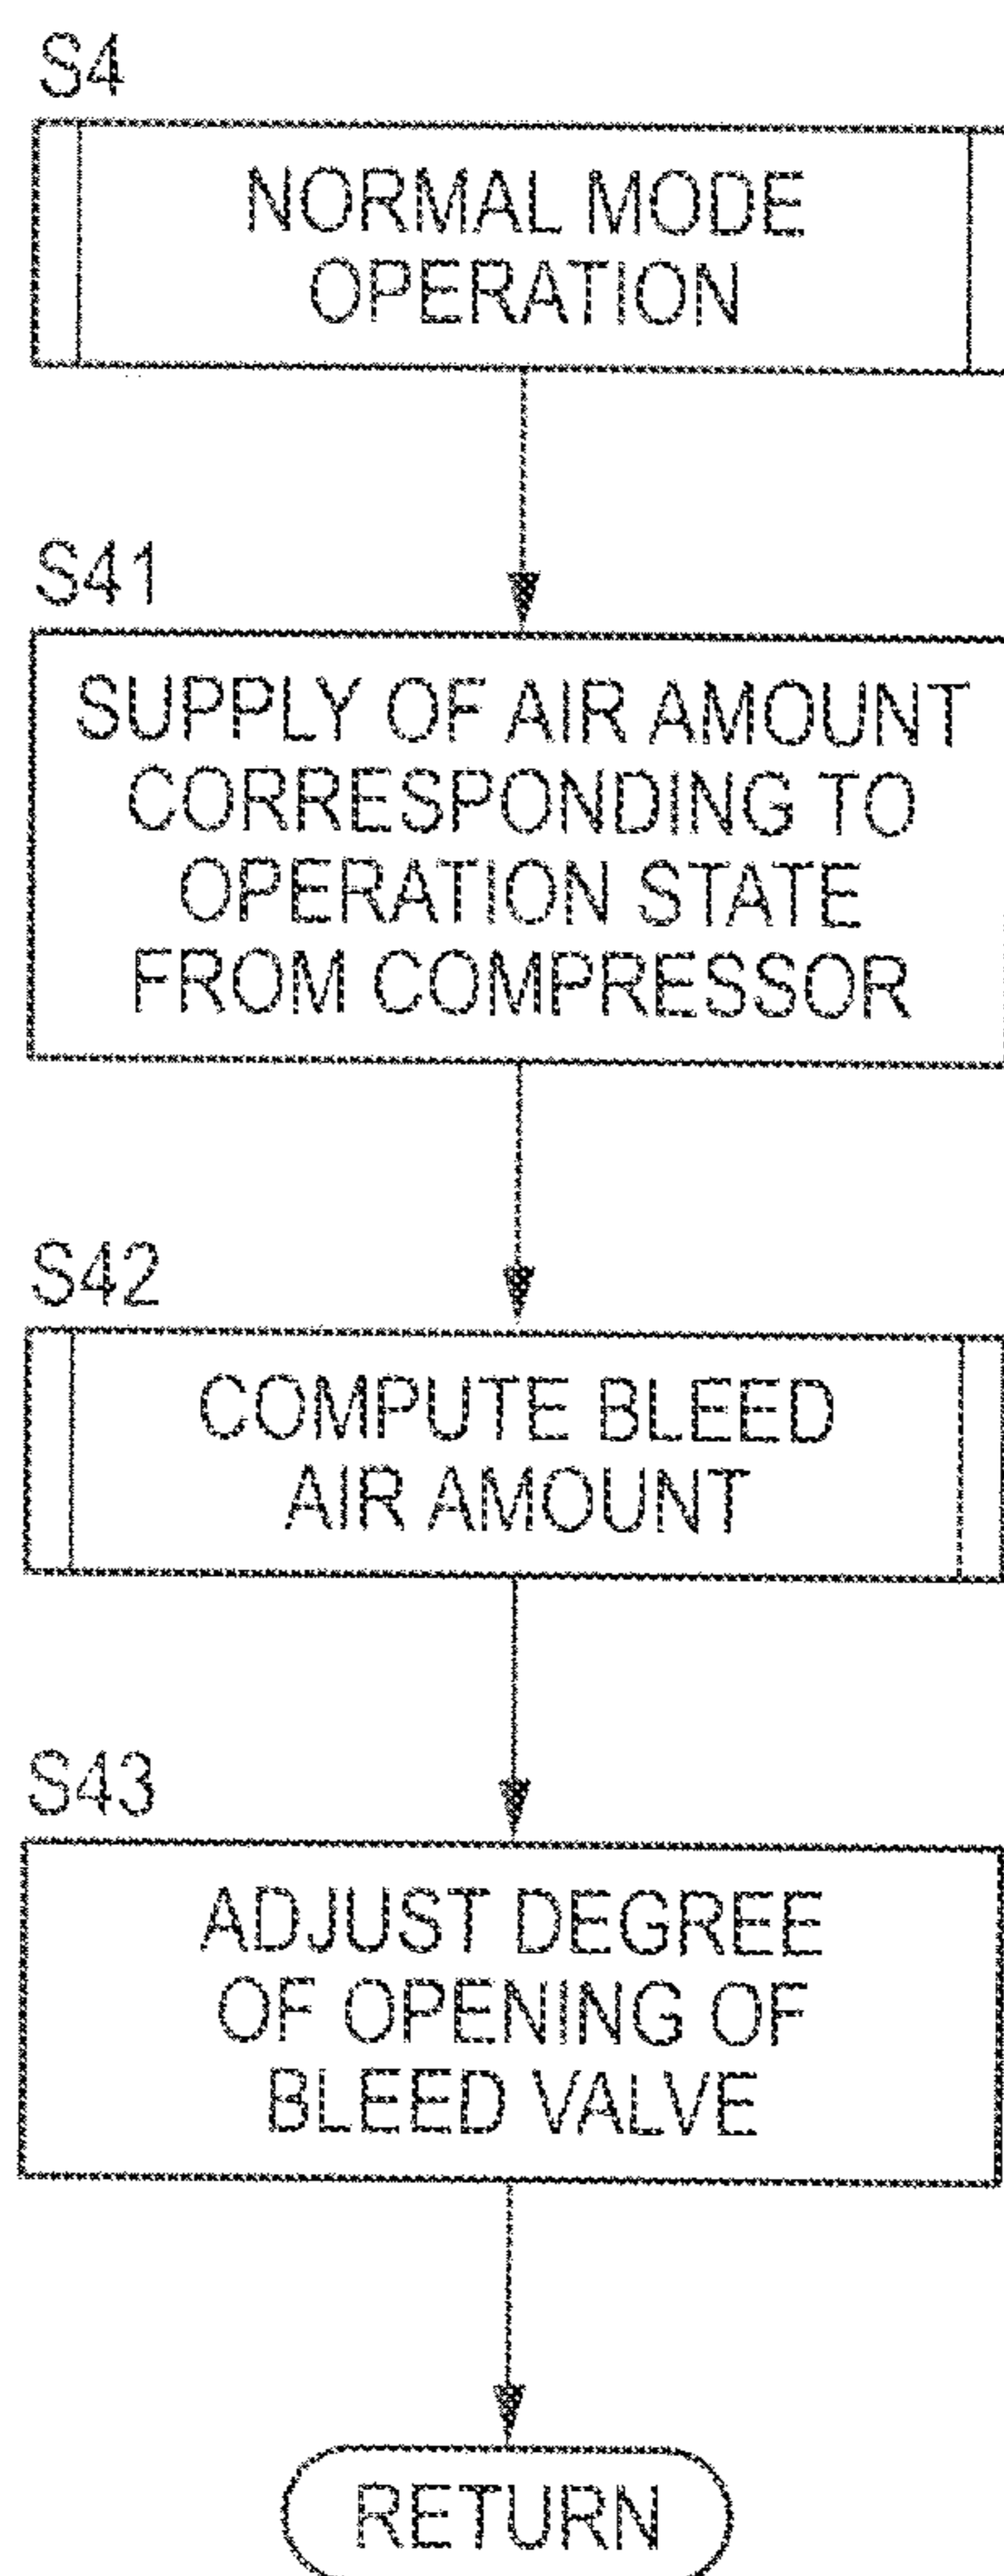 S4
NORMAL MODE
OPERATION
S41
SUPPLY OF AIR AMOUNT
CORRESPONDING TO
OPERATION STATE
FROM COMPRESSOR
S42
COMPUTE BLEED
AIR AMOUNT
S43
ADJUST DEGREE
OF OPENING OF
BLEED VALVE
RETURN